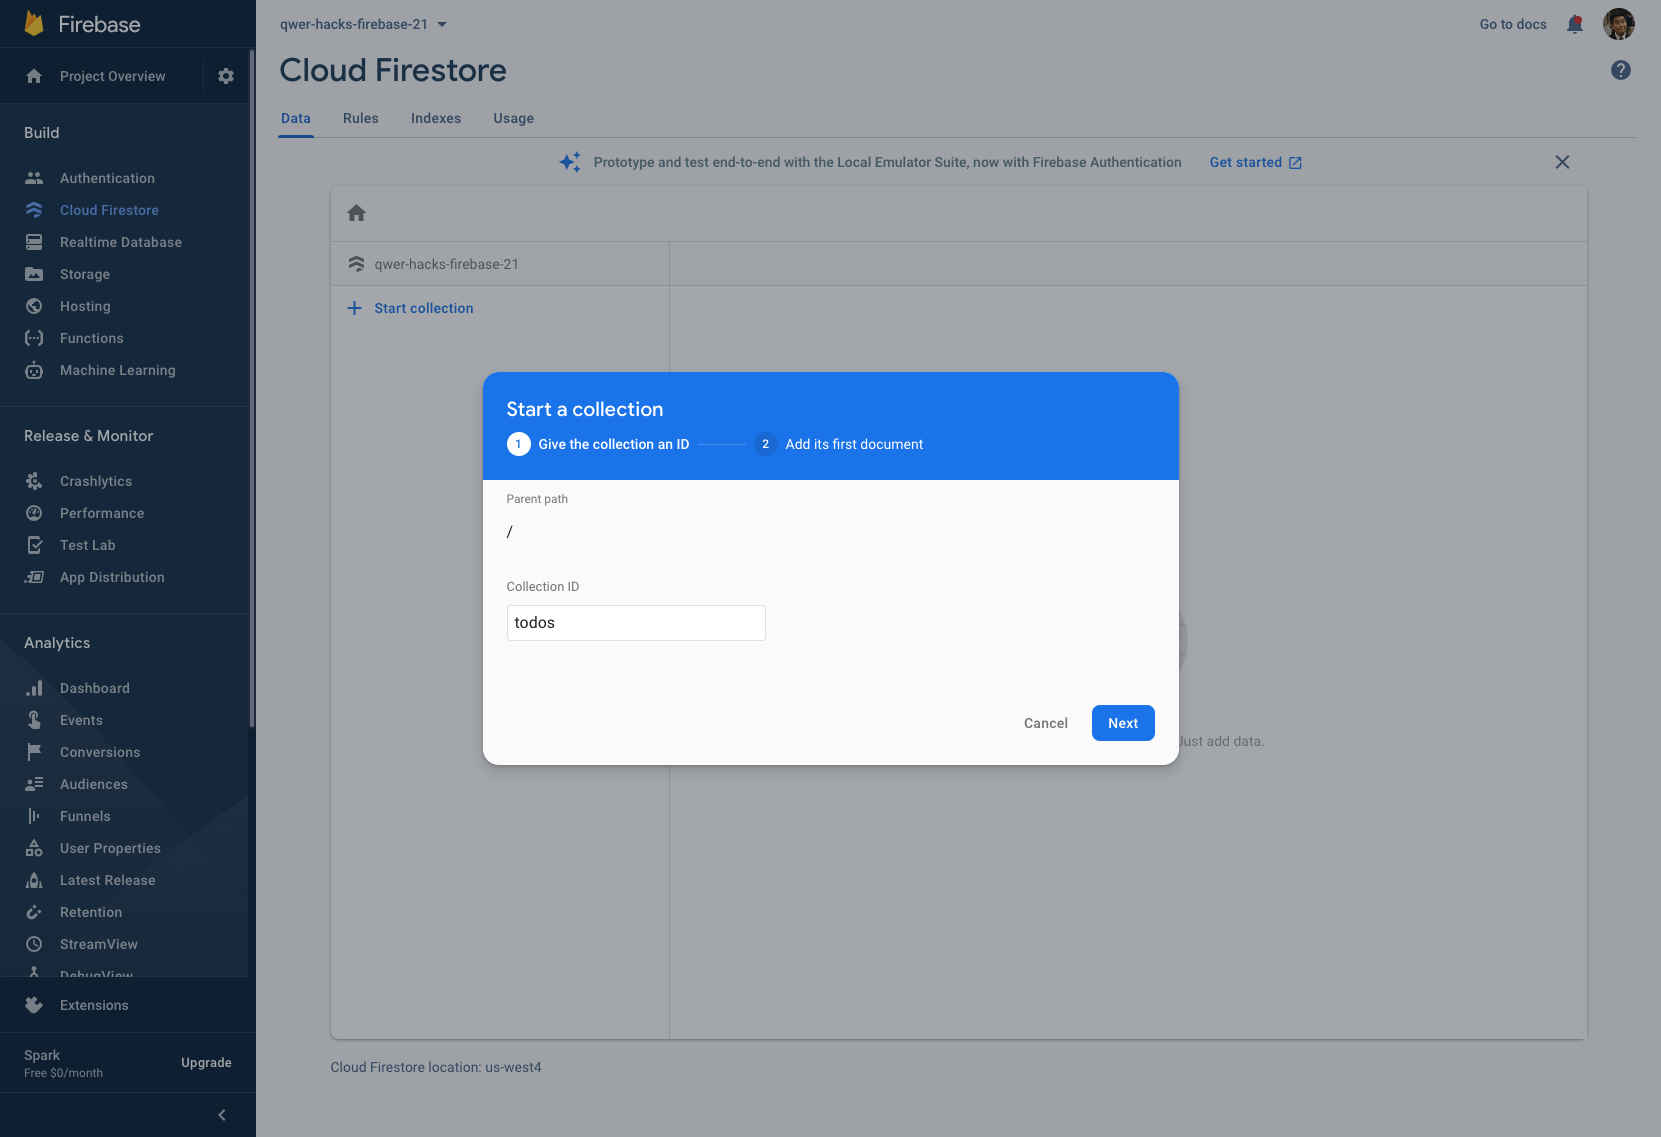 Firebase
Project Overview
Build
Authentication
Cloud Firestore
Realtime Database
Storage
Hosting
Functions
Machine Learning
Release & Monitor
Crashlytics
Performance
Test Lab
App Distribution
Analytics
Dashboard
Events
Conversions
Audiences
Funnels
User Properties
Latest Release
Retention
StreamView
DebugView
Extensions
Spark
Free $0/month
Upgrade
qwer-hacks-firebase-21
Go to docs
Cloud Firestore
Data Rules Indexes Usage
Prototype and test end-to-end with the Local Emulator Suite, now with Firebase Authentication Get started
qwer-hacks-firebase-21
Start collection
Start a collection
1 Give the collection an ID 2 Add its first document
Parent path
/
Collection ID
todos
Cancel Next
Just add data.
Cloud Firestore location: us-west4